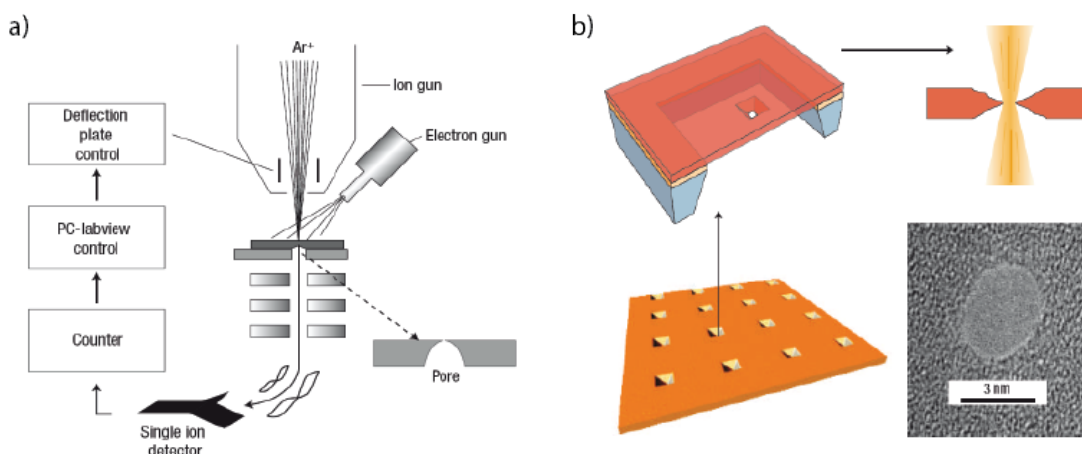 a)
Ar+
Ion gun
Electron gun
Deflection
plate
control
PC-labview
control
Counter
Single ion
detector
Pore
b)
3 nm